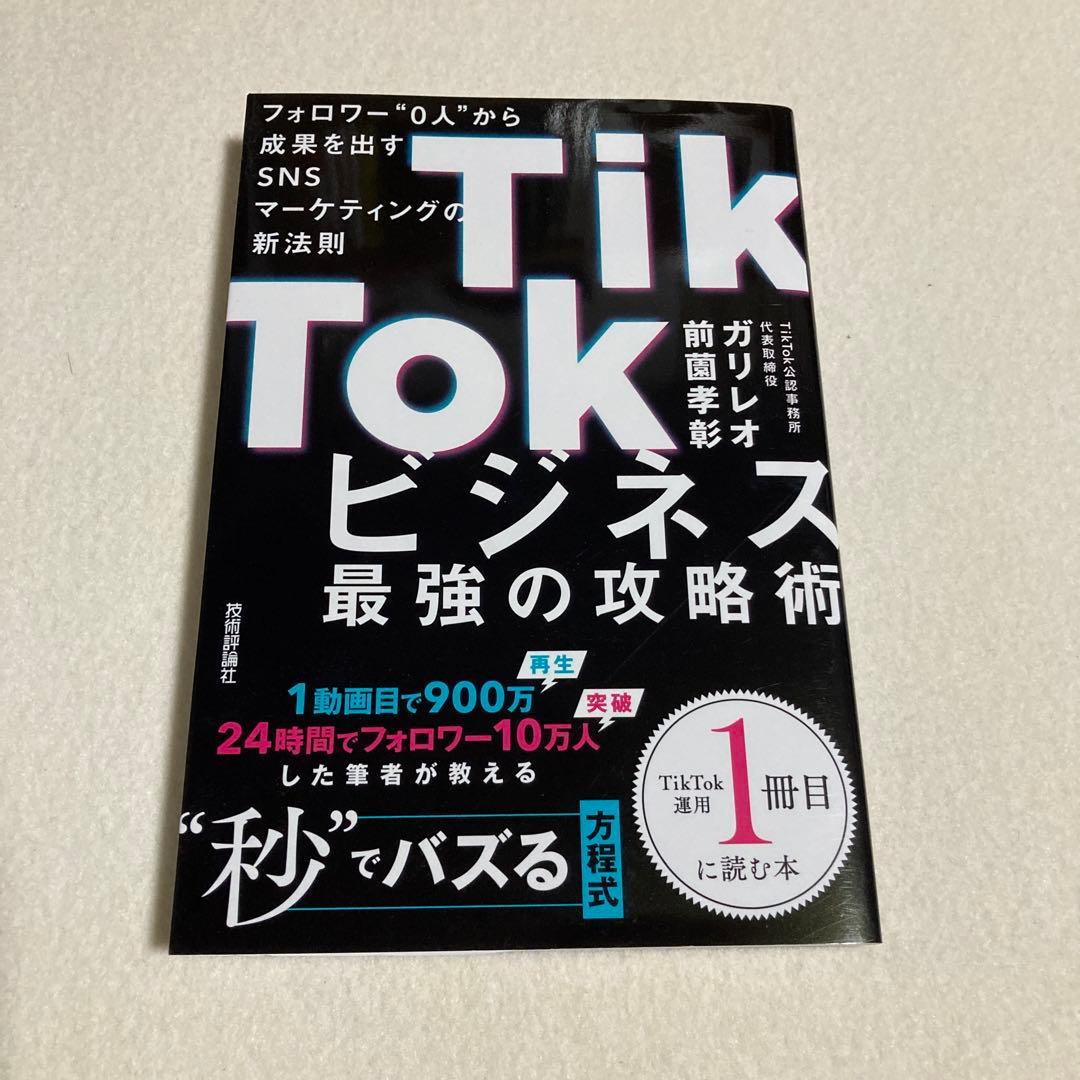 フォロワー“0人”から
成果を出す
SNS
マーケティングの
新法則
TikTok
TikTok公認事務所
代表取締役
ガリレオ
前薗孝彰
ビジネス
最強の攻略術
技術評論社
1動画目で900万再生
24時間でフォロワー10万人突破
した筆者が教える
“秒”でバズる方程式
TikTok
運用
1冊目
に読む本